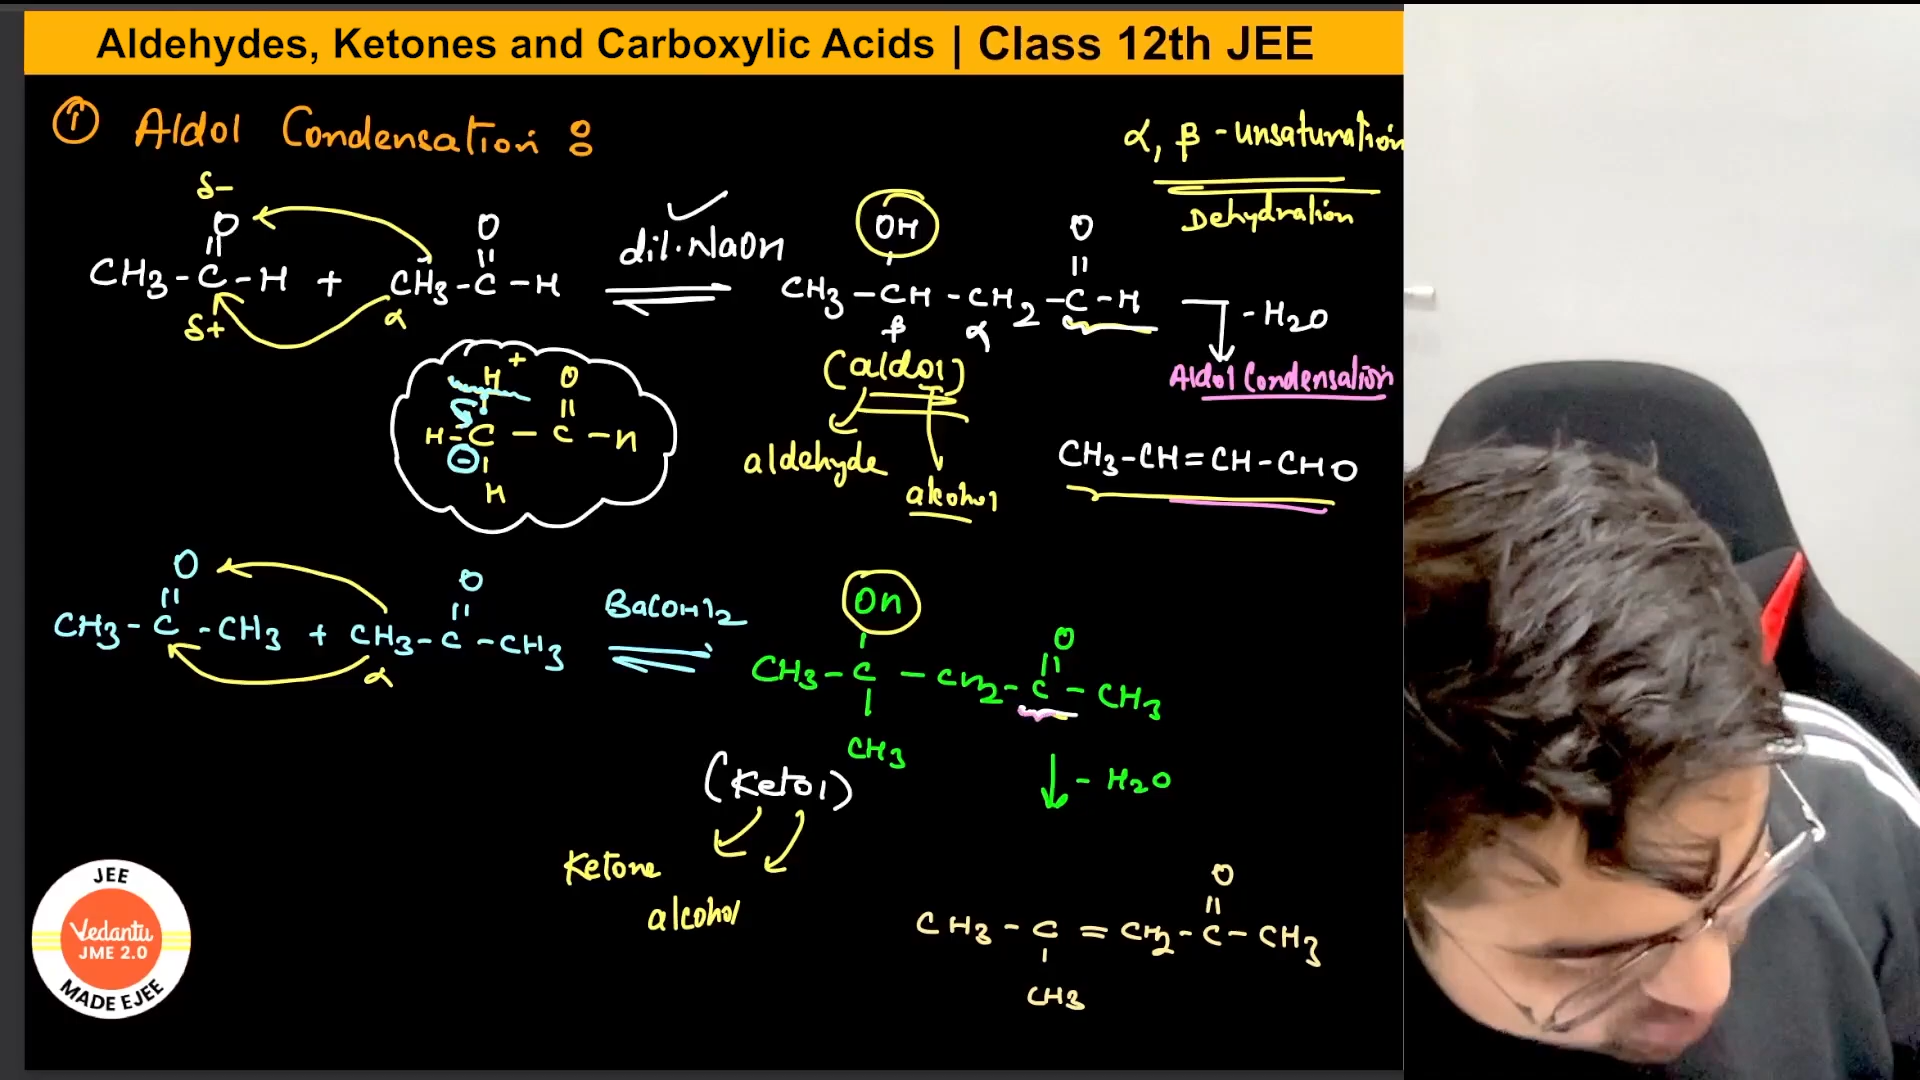 Aldehydes, Ketones and Carboxylic Acids | Class 12th JEE
① Aldol Condensation :
α, β - unsaturation
Dehydration
δ-
O
O
OH
O
CH3 - C - H + CH3 - C - H
dil. NaOH
CH3 - CH - CH2 - C - H
- H2O
δ+
α
β
α
(aldol)
Aldol Condensation
H +
O
H - C - C - H
⊖
H
aldehyde
alcohol
CH3-CH=CH-CHO
O
O
Ba(OH)2
OH
O
CH3 - C - CH3 + CH3 - C - CH3
α
CH3 - C - CH2 - C - CH3
CH3
(Ketol)
- H2O
Ketone
alcohol
O
CH3 - C = CH2 - C - CH3
CH3
JEE
Vedantu
JME 2.0
MADE EJEE